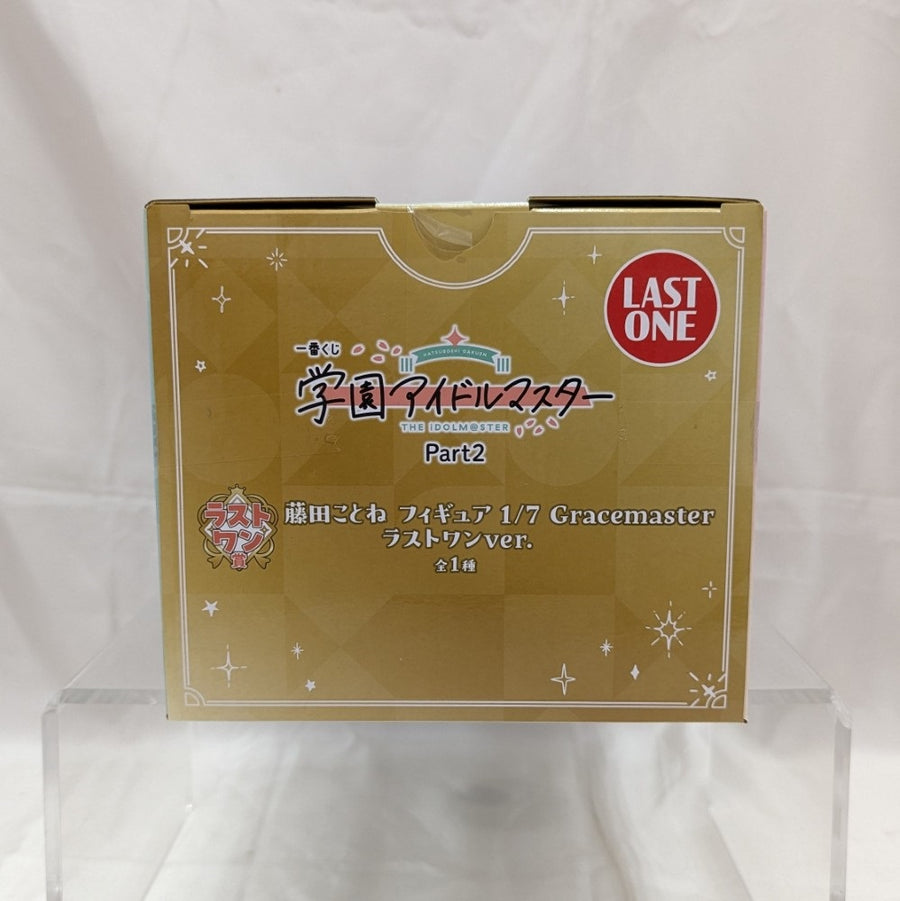 LAST
ONE
一番くじ
HATSUBOSHI GAKUEN
学園アイドルマスター
THE iDOLM@STER
Part2
ラスト
ワン
賞
藤田ことね フィギュア 1/7 Gracemaster
ラストワンver.
全1種